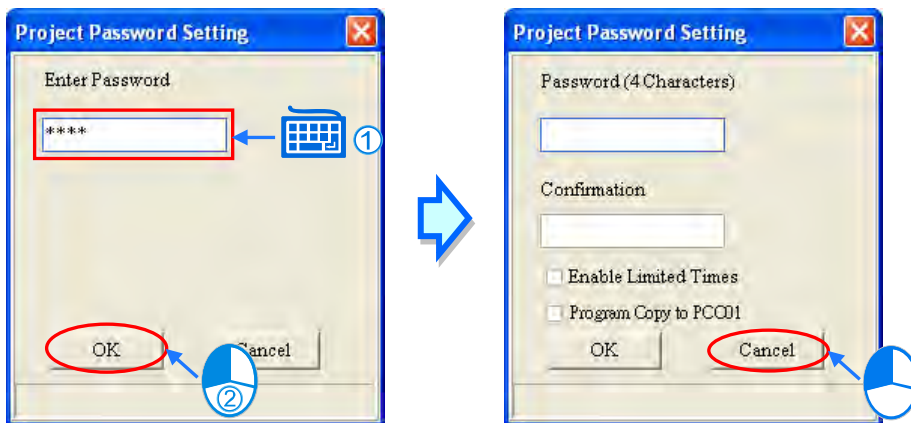 Project Password Setting
Enter Password
****
①
OK
Cancel
②
Project Password Setting
Password (4 Characters)
Confirmation
Enable Limited Times
Program Copy to PCC01
OK
Cancel